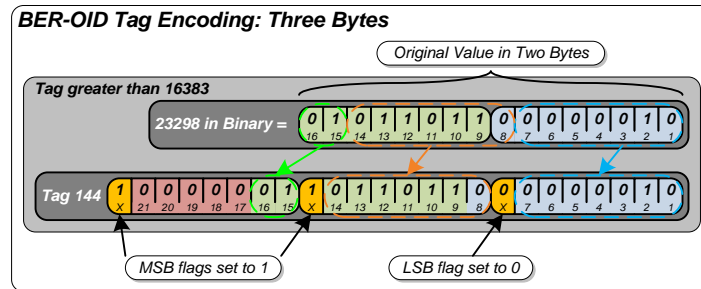 BER-OID Tag Encoding: Three Bytes
Original Value in Two Bytes
Tag greater than 16383
23298 in Binary =
0 1 0 1 1 0 1 1 0 0 0 0 0 0 1 0
16 15 14 13 12 11 10 9 8 7 6 5 4 3 2 1
Tag 144
1 0 0 0 0 0 0 1 1 0 1 1 0 1 1 0 0 0 0 0 0 0 1 0
X 21 20 19 18 17 16 15 X 14 13 12 11 10 9 8 X 7 6 5 4 3 2 1
MSB flags set to 1
LSB flag set to 0